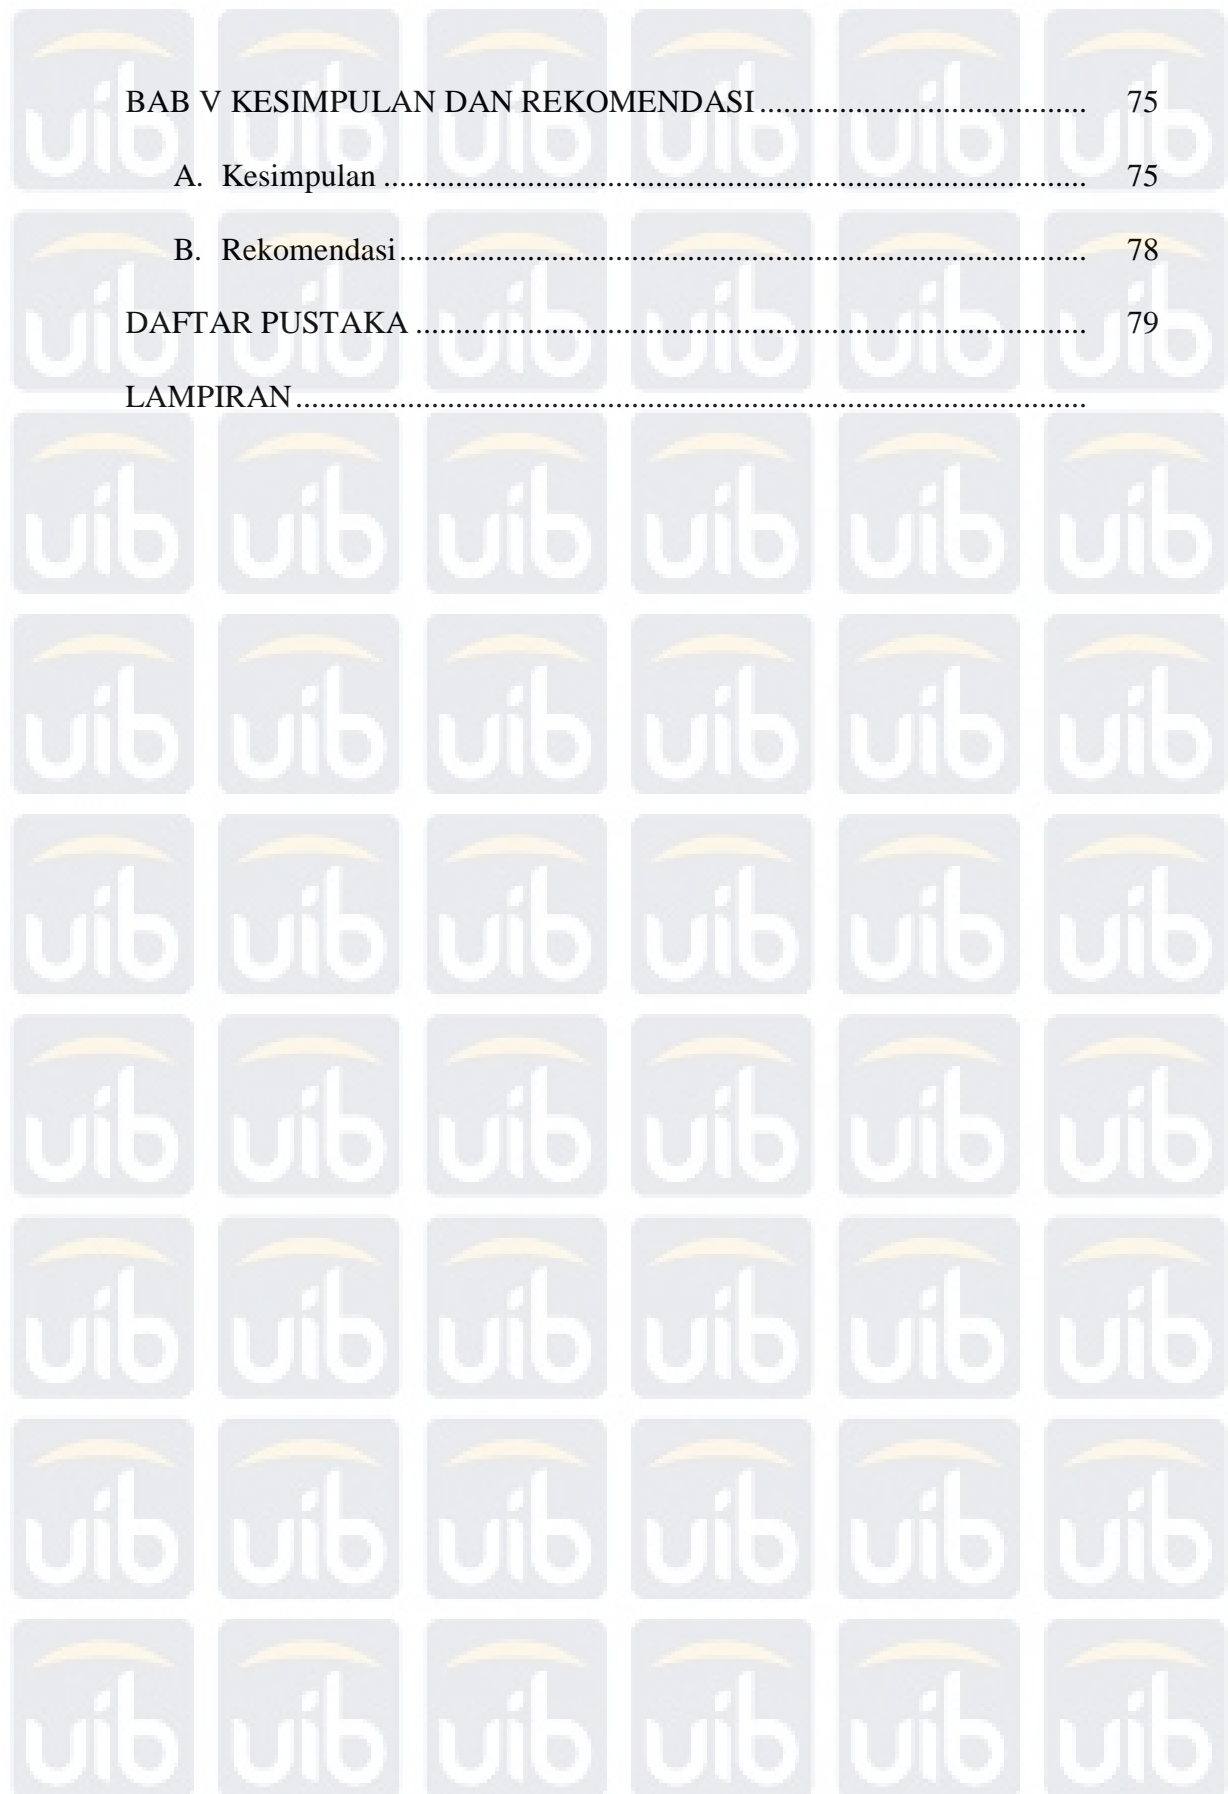 BAB V KESIMPULAN DAN REKOMENDASI ......................................... 75
A. Kesimpulan ........................................................................................ 75
B. Rekomendasi ...................................................................................... 78
DAFTAR PUSTAKA .................................................................................... 79
LAMPIRAN ...................................................................................................